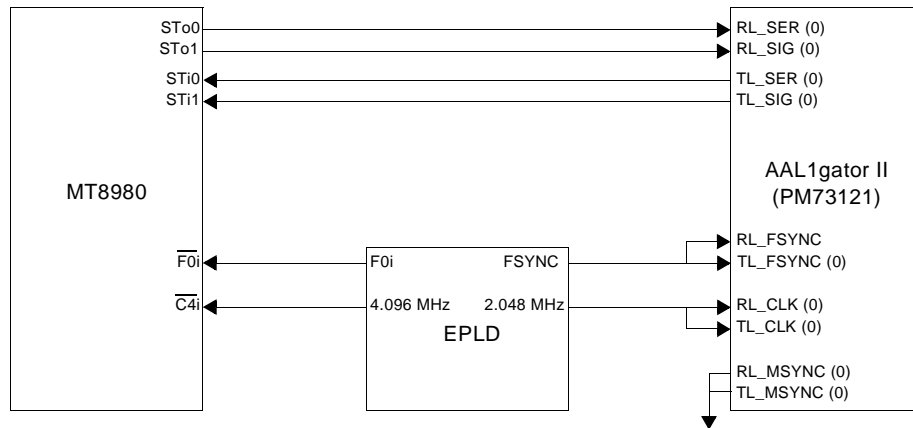 STo0
STo1
STi0
STi1
MT8980
F0i
C4i
F0i
FSYNC
4.096 MHz
2.048 MHz
EPLD
RL_SER (0)
RL_SIG (0)
TL_SER (0)
TL_SIG (0)
AAL1gator II
(PM73121)
RL_FSYNC
TL_FSYNC (0)
RL_CLK (0)
TL_CLK (0)
RL_MSYNC (0)
TL_MSYNC (0)